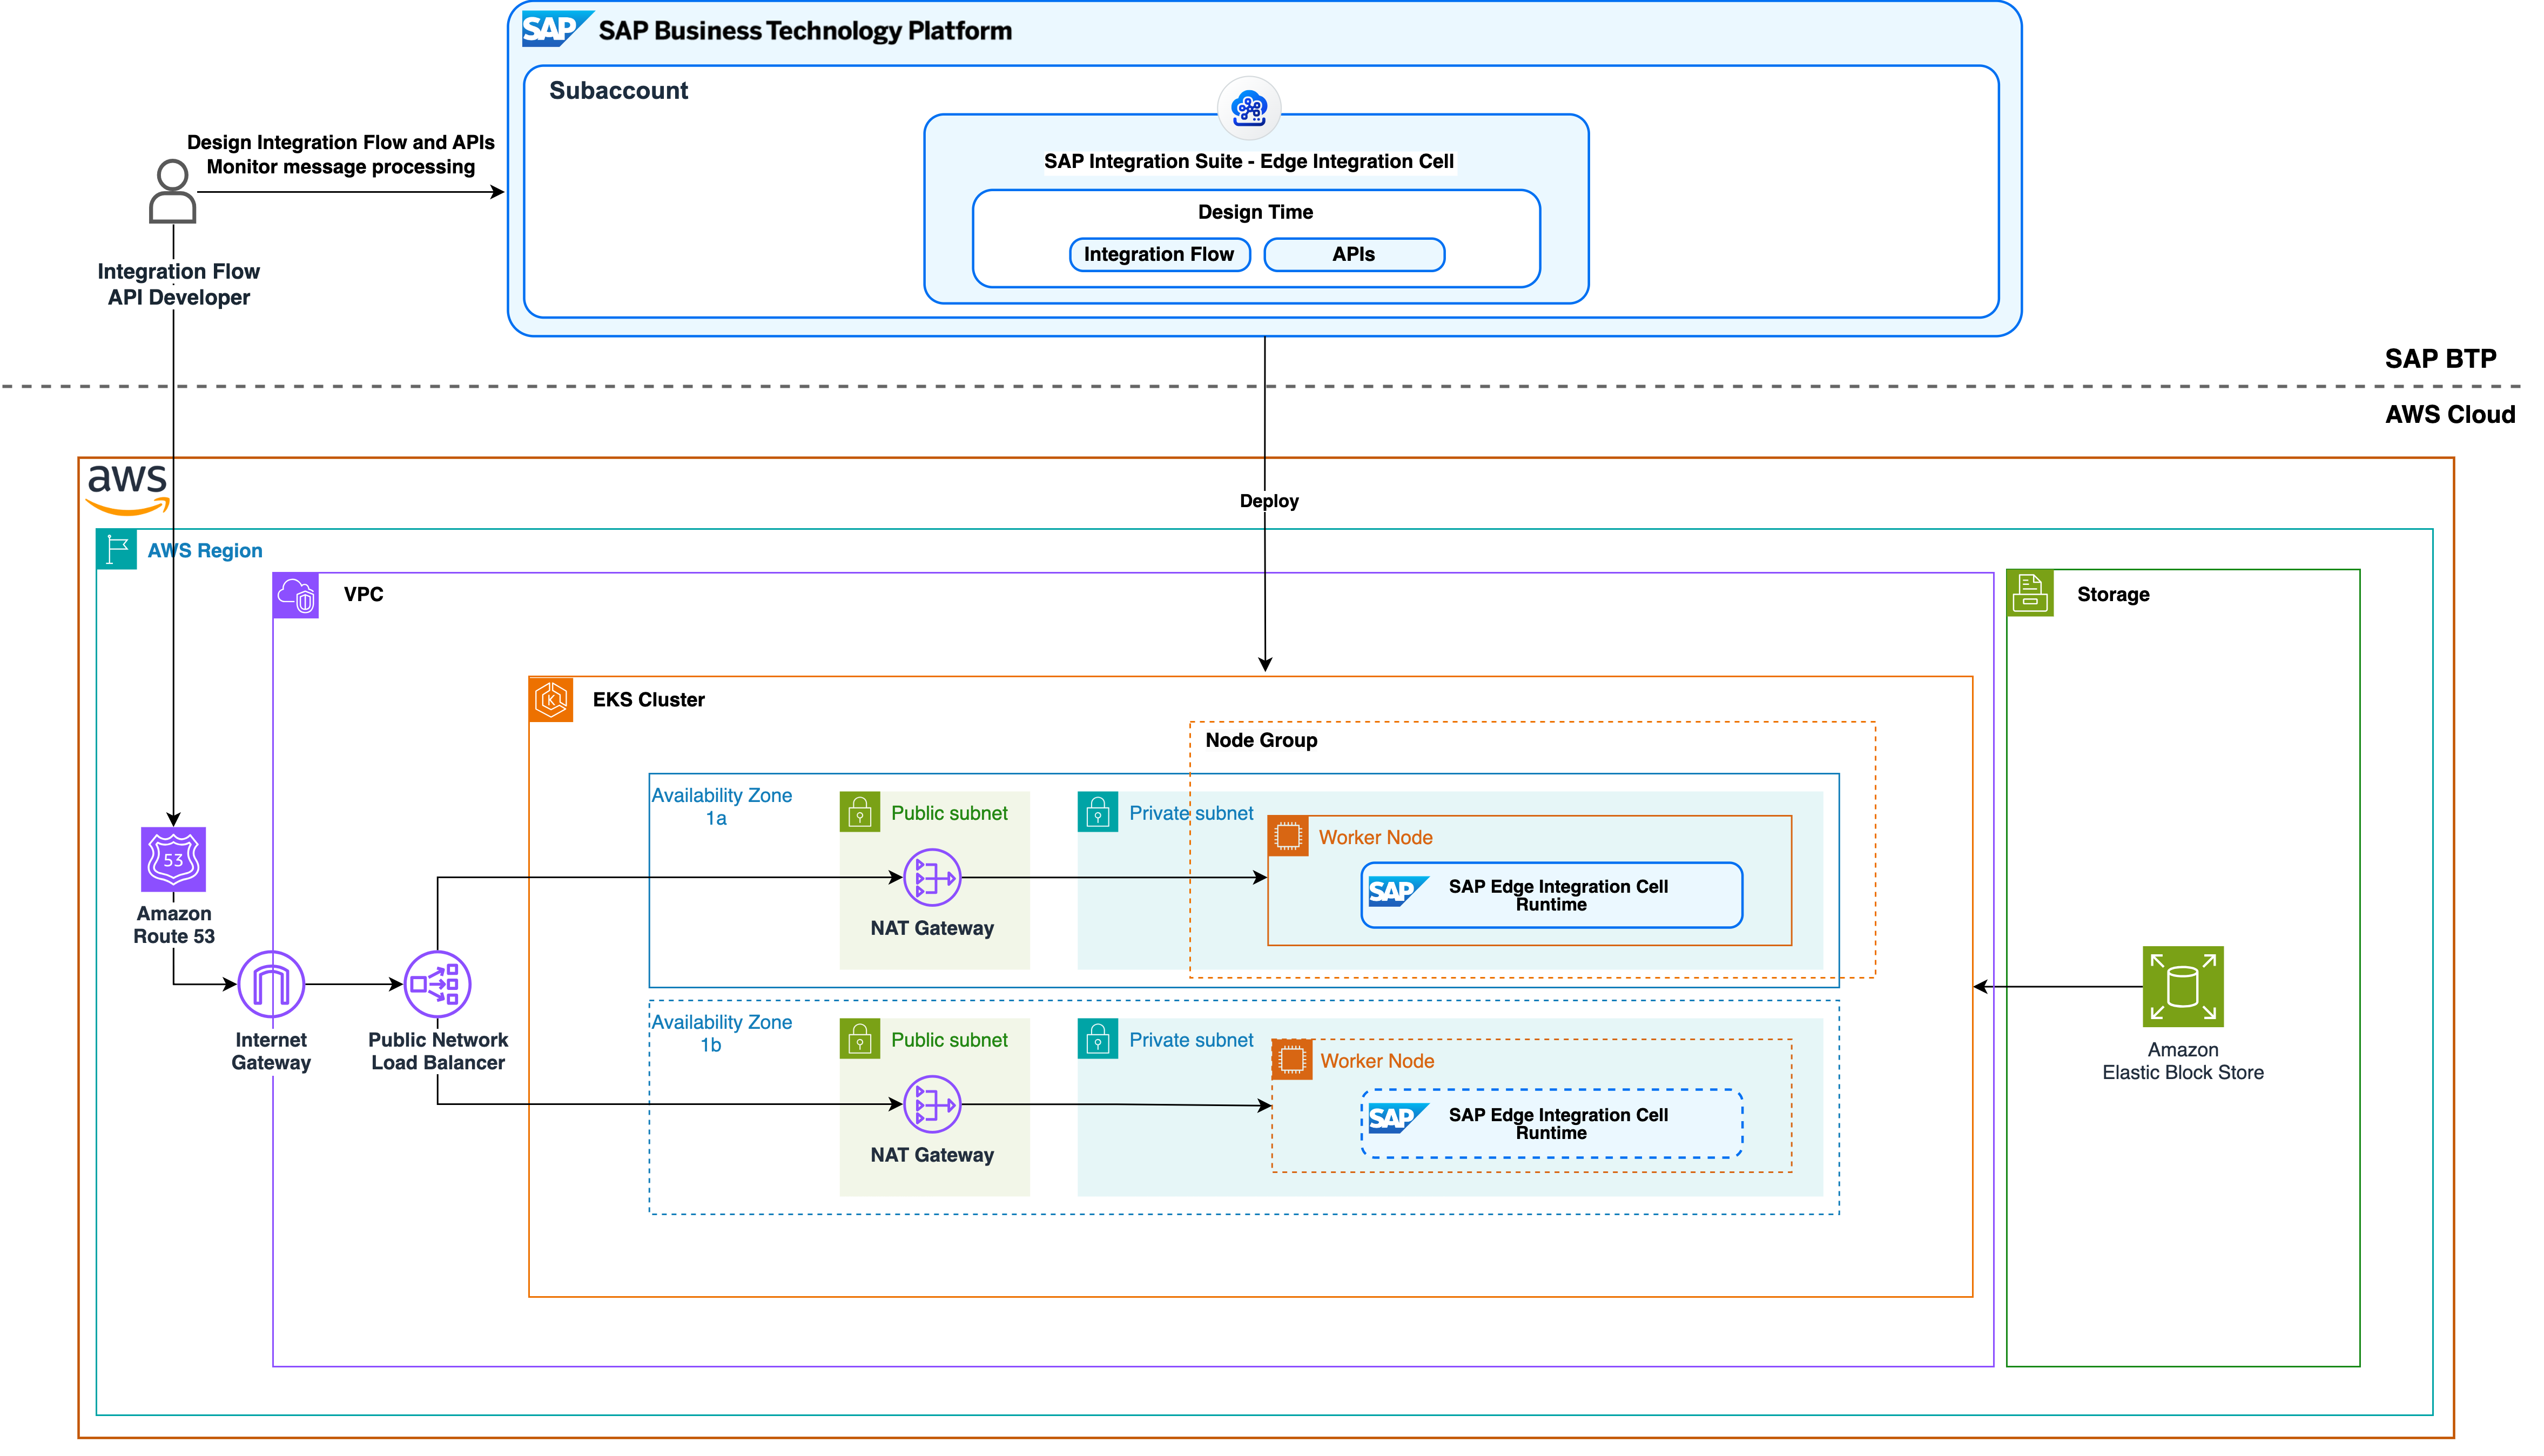 SAP SAP Business Technology Platform
Subaccount
Design Integration Flow and APIs
Monitor message processing
SAP Integration Suite - Edge Integration Cell
Design Time
Integration Flow
APIs
Integration Flow
API Developer
SAP BTP
AWS Cloud
aws
Deploy
AWS Region
VPC
Storage
EKS Cluster
Node Group
Availability Zone
1a
Public subnet
Private subnet
Worker Node
SAP
SAP Edge Integration Cell
Runtime
NAT Gateway
53
Amazon
Route 53
Internet
Gateway
Public Network
Load Balancer
Availability Zone
1b
Public subnet
Private subnet
Worker Node
SAP
SAP Edge Integration Cell
Runtime
NAT Gateway
Amazon
Elastic Block Store
K